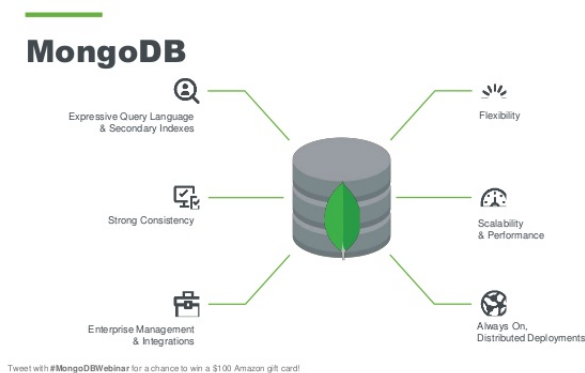 MongoDB
Expressive Query Language
& Secondary Indexes
Flexibility
Strong Consistency
Scalability
& Performance
Enterprise Management
& Integrations
Always On,
Distributed Deployments
Tweet with #MongoDBWebinar for a chance to win a $100 Amazon gift card!